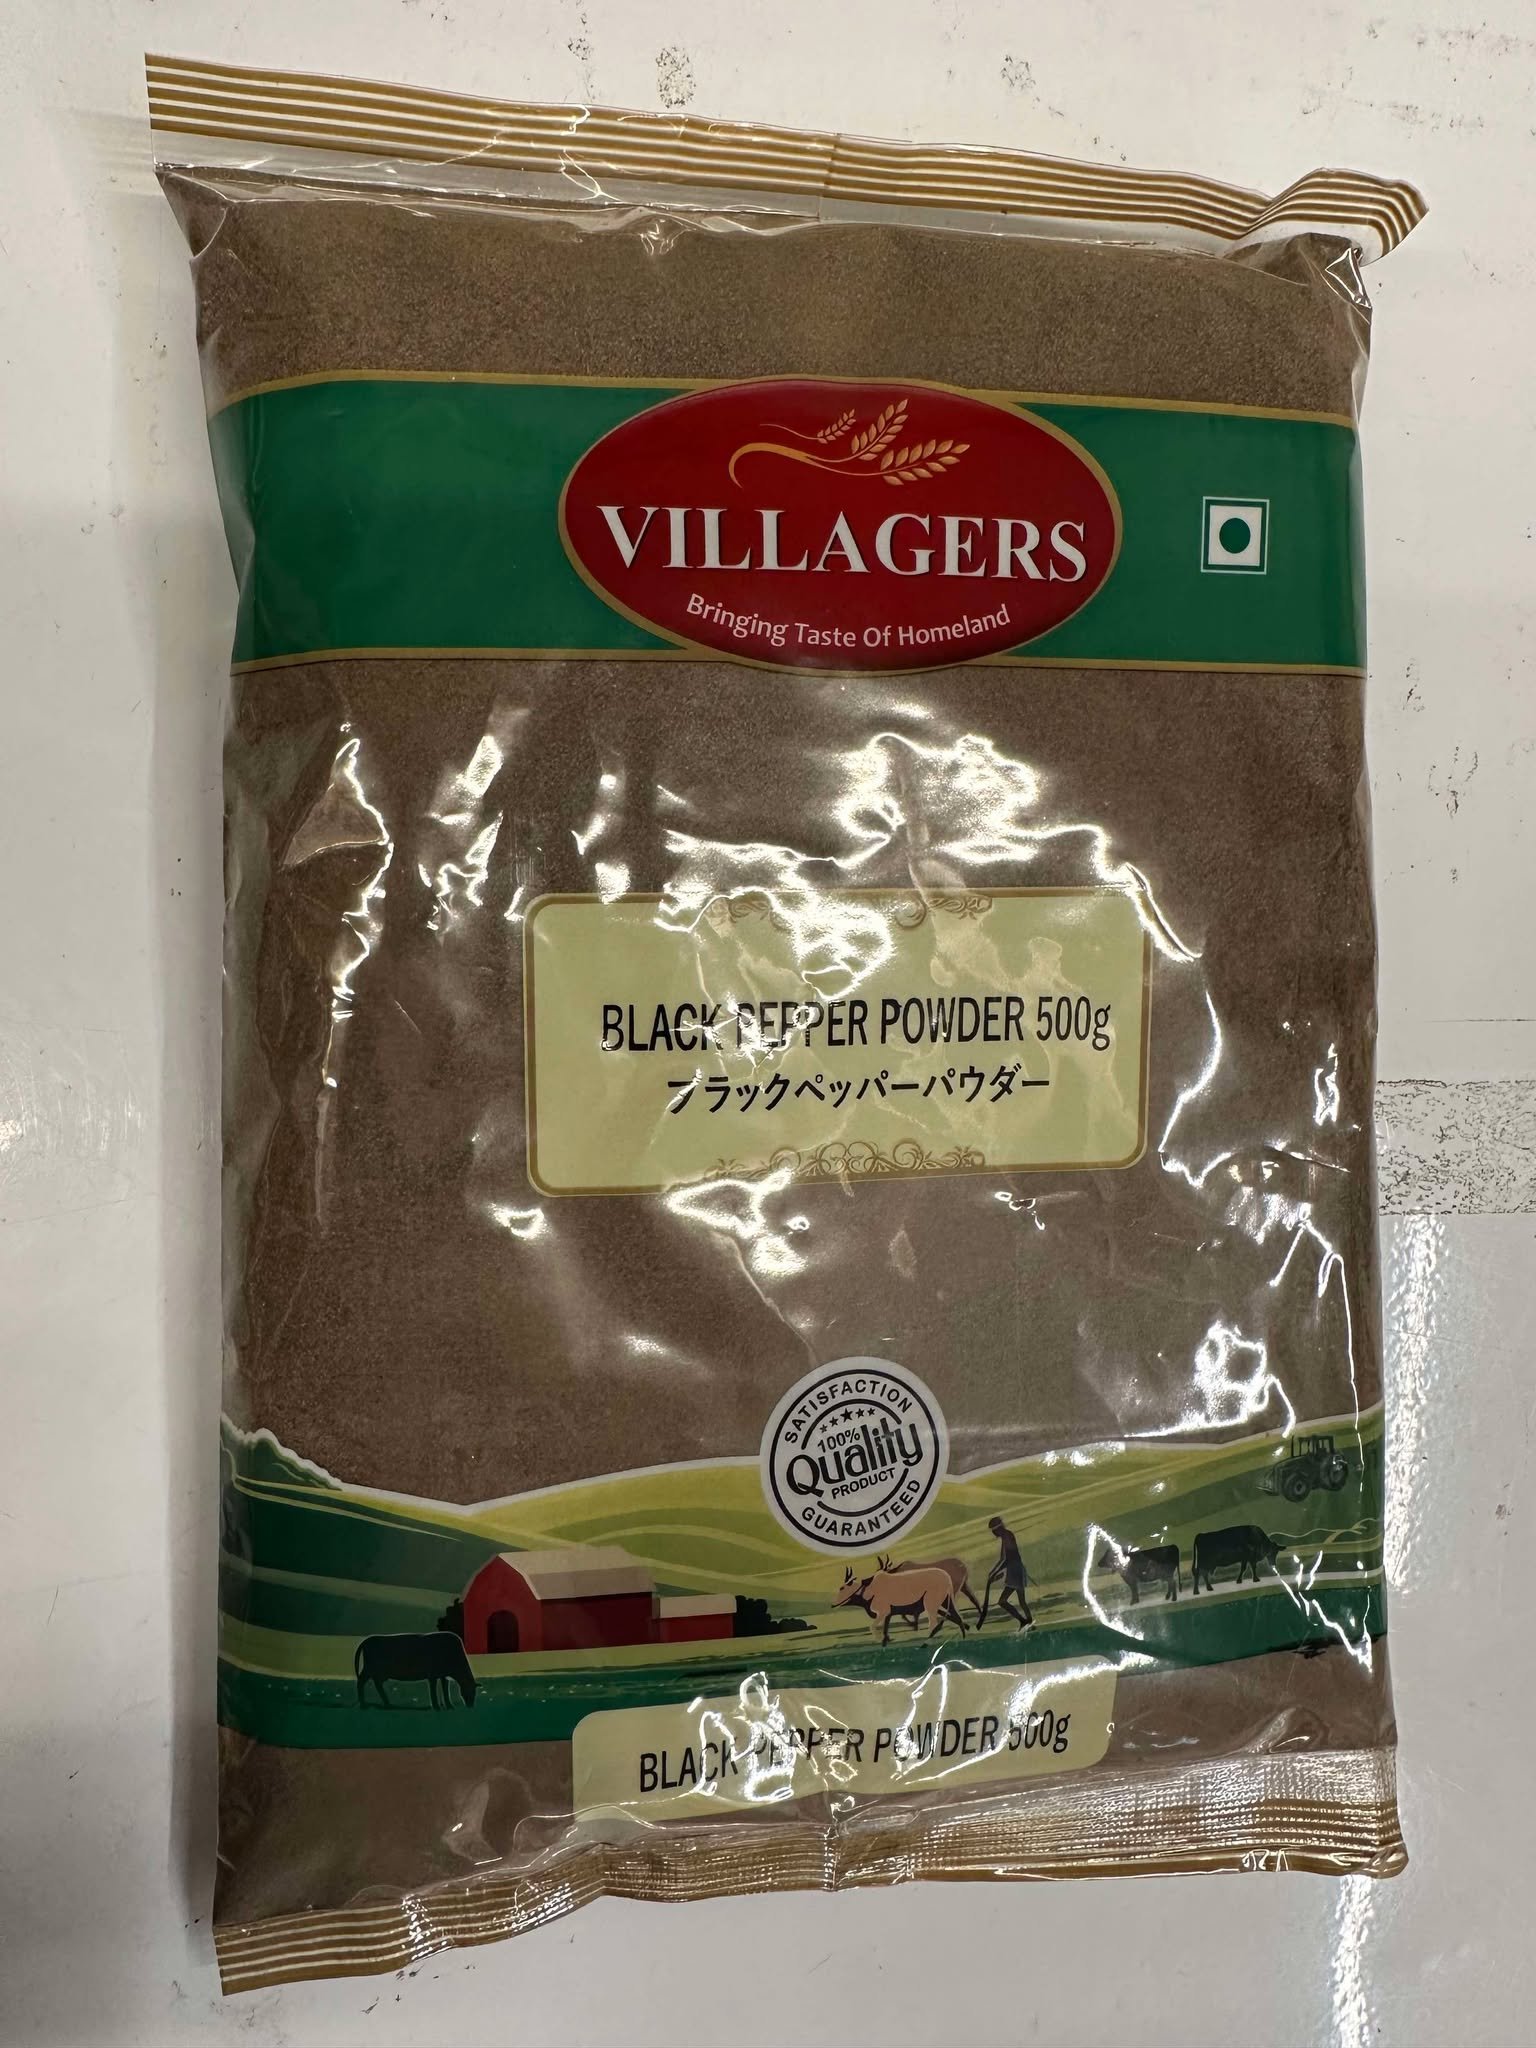 VILLAGERS
Bringing Taste Of Homeland
BLACK PEPPER POWDER 500g
ブラックペッパーパウダー
SATISFACTION
100%
Quality
PRODUCT
GUARANTEED
BLACK PEPPER POWDER 500g